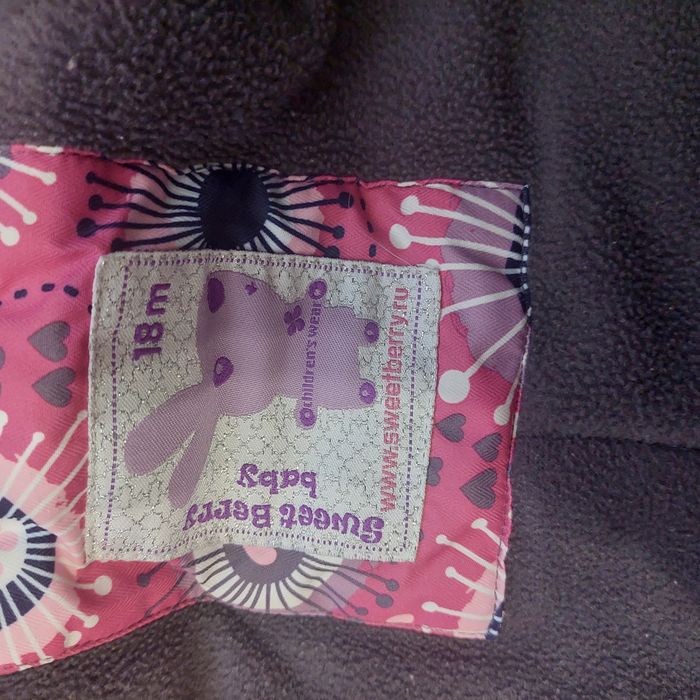 Sweet Berry
baby
children's wear
18 m
www.sweetberry.ru